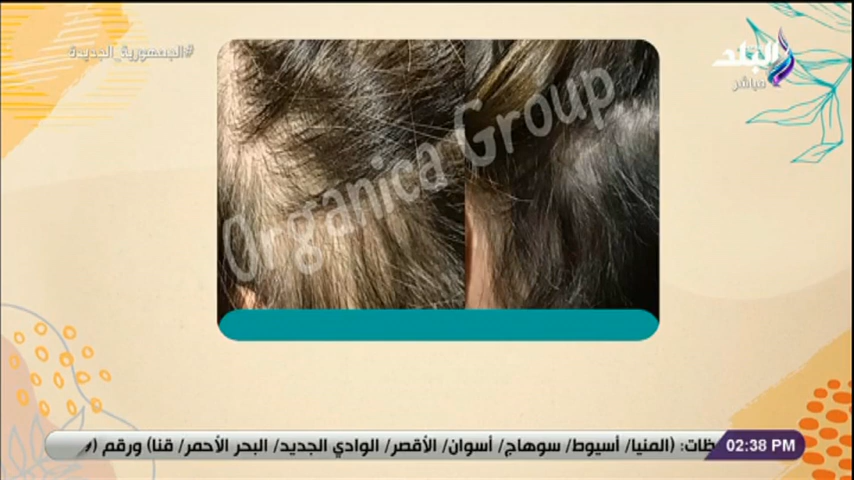 #الجمهورية_الجديدة
البلد
مباشر
Organica Group
02:38 PM
المنيا/ أسيوط/ سوهاج/ أسوان/ الأقصر/ الوادي الجديد/ البحر الأحمر/ قنا) ورقم)